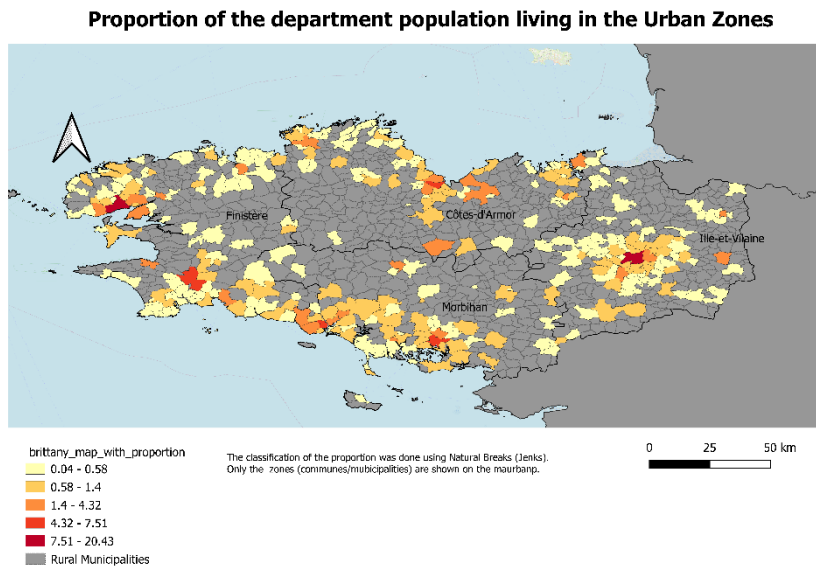 Proportion of the department population living in the Urban Zones
Finistère
Côtes-d'Armor
Ille-et-Vilaine
Morbihan
brittany_map_with_proportion
0.04 - 0.58
0.58 - 1.4
1.4 - 4.32
4.32 - 7.51
7.51 - 20.43
Rural Municipalities
The classification of the proportion was done using Natural Breaks (Jenks).
Only the zones (communes/mubicipalities) are shown on the maurbanp.
0 25 50 km